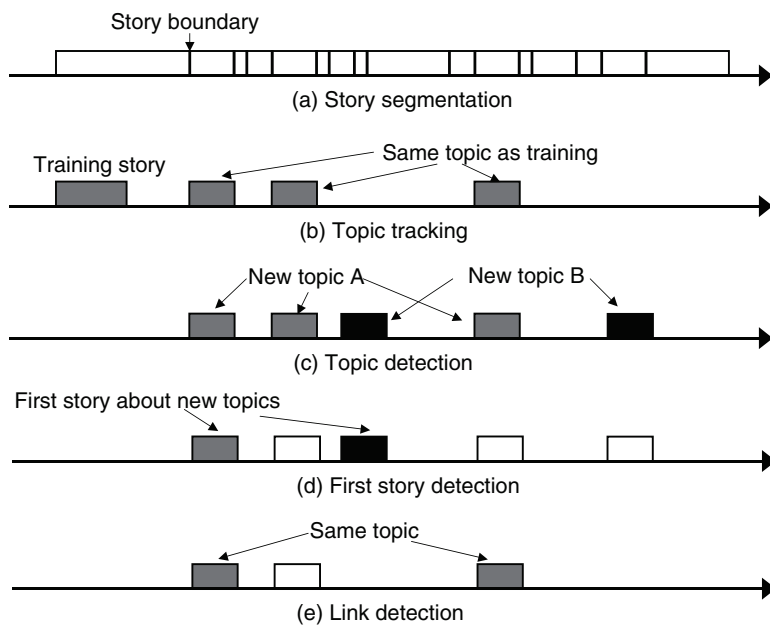 Story boundary
(a) Story segmentation
Training story
Same topic as training
(b) Topic tracking
New topic A
New topic B
(c) Topic detection
First story about new topics
(d) First story detection
Same topic
(e) Link detection